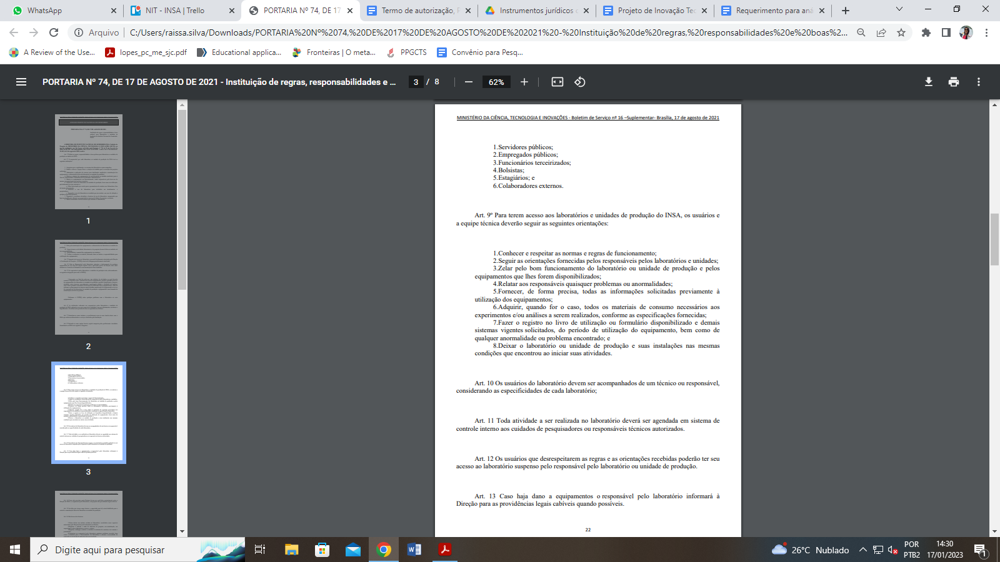 WhatsApp
NIT - INSA | Trello
PORTARIA Nº 74, DE 17
Termo de autorização,
Instrumentos jurídicos
Projeto de Inovação Tec
Requerimento para aná
Arquivo
C:/Users/raissa.silva/Downloads/PORTARIA%20Nº%2074,%20DE%2017%20DE%20AGOSTO%20DE%202021%20-%20Instituição%20de%20regras,%20responsabilidades%20e%20boas%2...
A Review of the Use...
lopes_pc_me_sjc.pdf
Educational applica...
Fronteiras | O meta...
PPGCTS
Convênio para Pesq...
PORTARIA Nº 74, DE 17 DE AGOSTO DE 2021 - Instituição de regras, responsabilidades e ...
3 / 8
62%
1
2
3
MINISTÉRIO DA CIÊNCIA, TECNOLOGIA E INOVAÇÕES - Boletim de Serviço nº 16 –Suplementar- Brasília, 17 de agosto de 2021
1.Servidores públicos;
2.Empregados públicos;
3.Funcionários terceirizados;
4.Bolsistas;
5.Estagiários; e
6.Colaboradores externos.
Art. 9º Para terem acesso aos laboratórios e unidades de produção do INSA, os usuários e
a equipe técnica deverão seguir as seguintes orientações:
1.Conhecer e respeitar as normas e regras de funcionamento;
2.Seguir as orientações fornecidas pelos responsáveis pelos laboratórios e unidades;
3.Zelar pelo bom funcionamento do laboratório ou unidade de produção e pelos
equipamentos que lhes forem disponibilizados;
4.Relatar aos responsáveis quaisquer problemas ou anormalidades;
5.Fornecer, de forma precisa, todas as informações solicitadas previamente à
utilização dos equipamentos;
6.Adquirir, quando for o caso, todos os materiais de consumo necessários aos
experimentos e/ou análises a serem realizados, conforme as especificações fornecidas;
7.Fazer o registro no livro de utilização ou formulário disponibilizado e demais
sistemas vigentes solicitados, do período de utilização do equipamento, bem como de
qualquer anormalidade ou problema encontrado; e
8.Deixar o laboratório ou unidade de produção e suas instalações nas mesmas
condições que encontrou ao iniciar suas atividades.
Art. 10 Os usuários do laboratório devem ser acompanhados de um técnico ou responsável,
considerando as especificidades de cada laboratório;
Art. 11 Toda atividade a ser realizada no laboratório deverá ser agendada em sistema de
controle interno aos cuidados de pesquisadores ou responsáveis técnicos autorizados.
Art. 12 Os usuários que desrespeitarem as regras e as orientações recebidas poderão ter seu
acesso ao laboratório suspenso pelo responsável pelo laboratório ou unidade de produção.
Art. 13 Caso haja dano a equipamentos o responsável pelo laboratório informará à
Direção para as providências legais cabíveis quando possíveis.
22
Digite aqui para pesquisar
26°C Nublado
POR
PTB2
14:30
17/01/2023
1